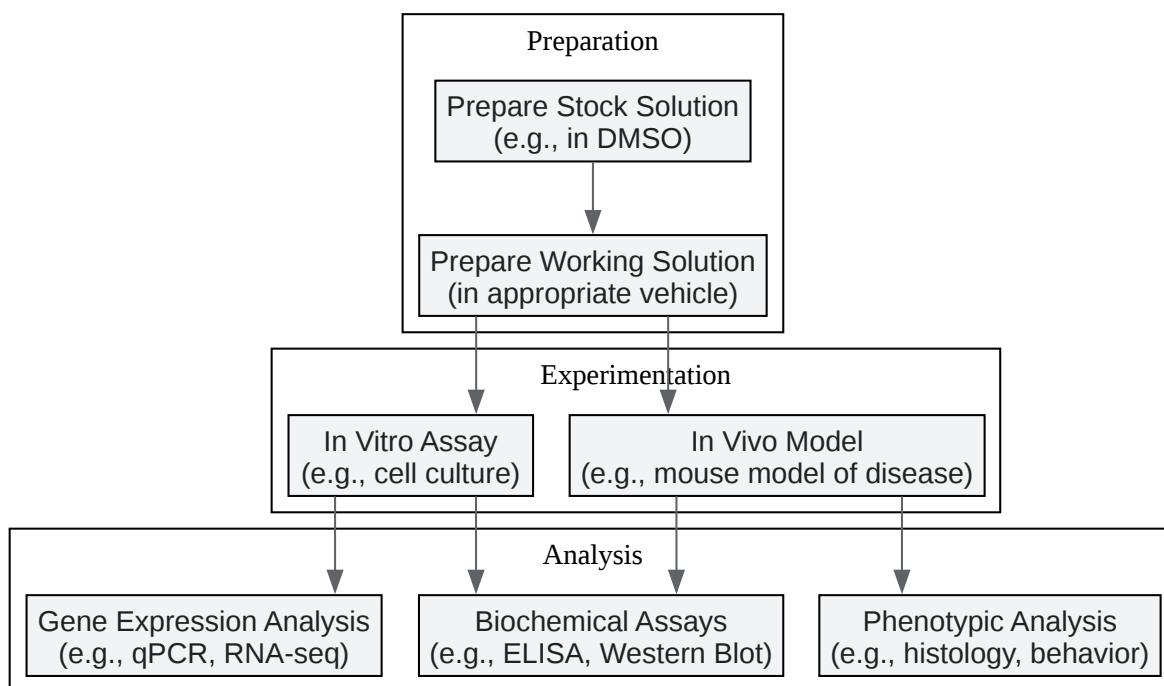 Preparation
Prepare Stock Solution
(e.g., in DMSO)
Prepare Working Solution
(in appropriate vehicle)
Experimentation
In Vitro Assay
(e.g., cell culture)
In Vivo Model
(e.g., mouse model of disease)
Analysis
Gene Expression Analysis
(e.g., qPCR, RNA-seq)
Biochemical Assays
(e.g., ELISA, Western Blot)
Phenotypic Analysis
(e.g., histology, behavior)